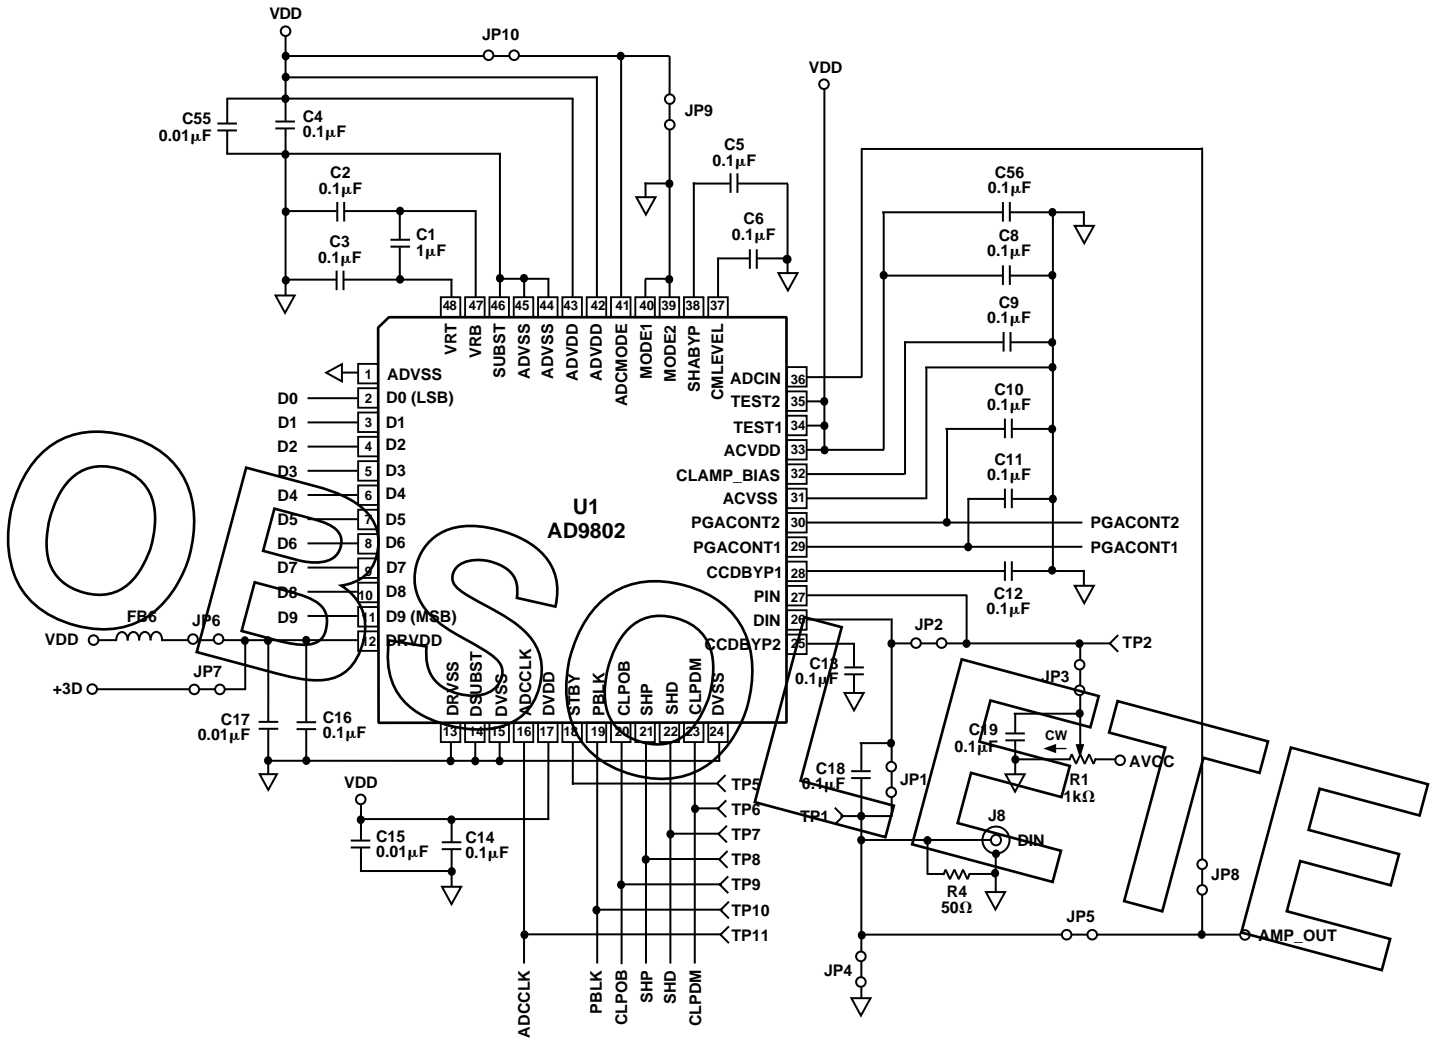 VDD
JP10
VDD
JP9
C55
0.01µF
C4
0.1µF
C5
0.1µF
C2
0.1µF
C56
0.1µF
C6
0.1µF
C3
0.1µF
C1
1µF
C8
0.1µF
C9
0.1µF
48 47 46 45 44 43 42 41 40 39 38 37
VRT
VRB
SUBST
ADVSS
ADVSS
ADVDD
ADVDD
ADCMODE
MODE1
MODE2
SHABYP
CMLEVEL
1 ADVSS
D0 2 D0 (LSB)
D1 3 D1
D2 4 D2
D3 5 D3
D4 6 D4
D5 7 D5
D6 8 D6
D7 9 D7
D8 10 D8
D9 11 D9 (MSB)
12 DRVDD
U1
AD9802
ADCIN 36
TEST2 35
TEST1 34
ACVDD 33
CLAMP_BIAS 32
ACVSS 31
PGACONT2 30 PGACONT2
PGACONT1 29 PGACONT1
CCDBYP1 28
PIN 27
DIN 26
CCDBYP2 25
C10
0.1µF
C11
0.1µF
C12
0.1µF
VDD
FB6
JP6
+3D
JP7
C17
0.01µF
C16
0.1µF
DRVSS
DSUBST
DVSS
ADCCLK
DVDD
STBY
PBLK
CLPOB
SHP
SHD
CLPDM
DVSS
13 14 15 16 17 18 19 20 21 22 23 24
C13
0.1µF
JP2
TP2
JP3
C19
0.1µF
CW
AVCC
R1
1kΩ
C18
0.1µF
JP1
TP1
J8
DIN
R4
50Ω
VDD
C15
0.01µF
C14
0.1µF
TP5
TP6
TP7
TP8
TP9
TP10
TP11
JP8
JP5
AMP_OUT
JP4
ADCCLK
PBLK
CLPOB
SHP
SHD
CLPDM
OBSOLETE